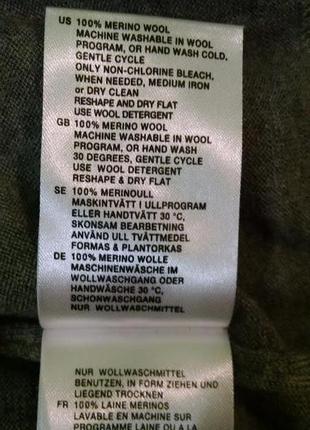 US 100% MERINO WOOL
MACHINE WASHABLE IN WOOL
PROGRAM, OR HAND WASH COLD,
GENTLE CYCLE
ONLY NON-CHLORINE BLEACH,
WHEN NEEDED, MEDIUM IRON
or DRY CLEAN
RESHAPE AND DRY FLAT
USE WOOL DETERGENT
GB 100% MERINO WOOL
MACHINE WASHABLE IN WOOL
PROGRAM, OR HAND WASH
30 DEGREES, GENTLE CYCLE
USE WOOL DETERGENT
RESHAPE & DRY FLAT
SE 100% MERINOULL
MASKINTVÄTT I ULLPROGRAM
ELLER HANDTVÄTT 30 °C,
SKONSAM BEARBETNING
ANVÄND ULL TVÄTTMEDEL
FORMAS & PLANTORKAS
DE 100% MERINO WOLLE
MASCHINENWÄSCHE IM
WOLLWASCHGANG ODER
HANDWÄSCHE 30 °C,
SCHONWASCHGANG
NUR WOLLWASCHMITTEL
NUR WOLLWASCHMITTEL
BENUTZEN, IN FORM ZIEHEN UND
LIEGEND TROCKNEN
FR 100% LAINE MERINOS
LAVABLE EN MACHINE SUR
PROGRAMME LAINE OU A LA